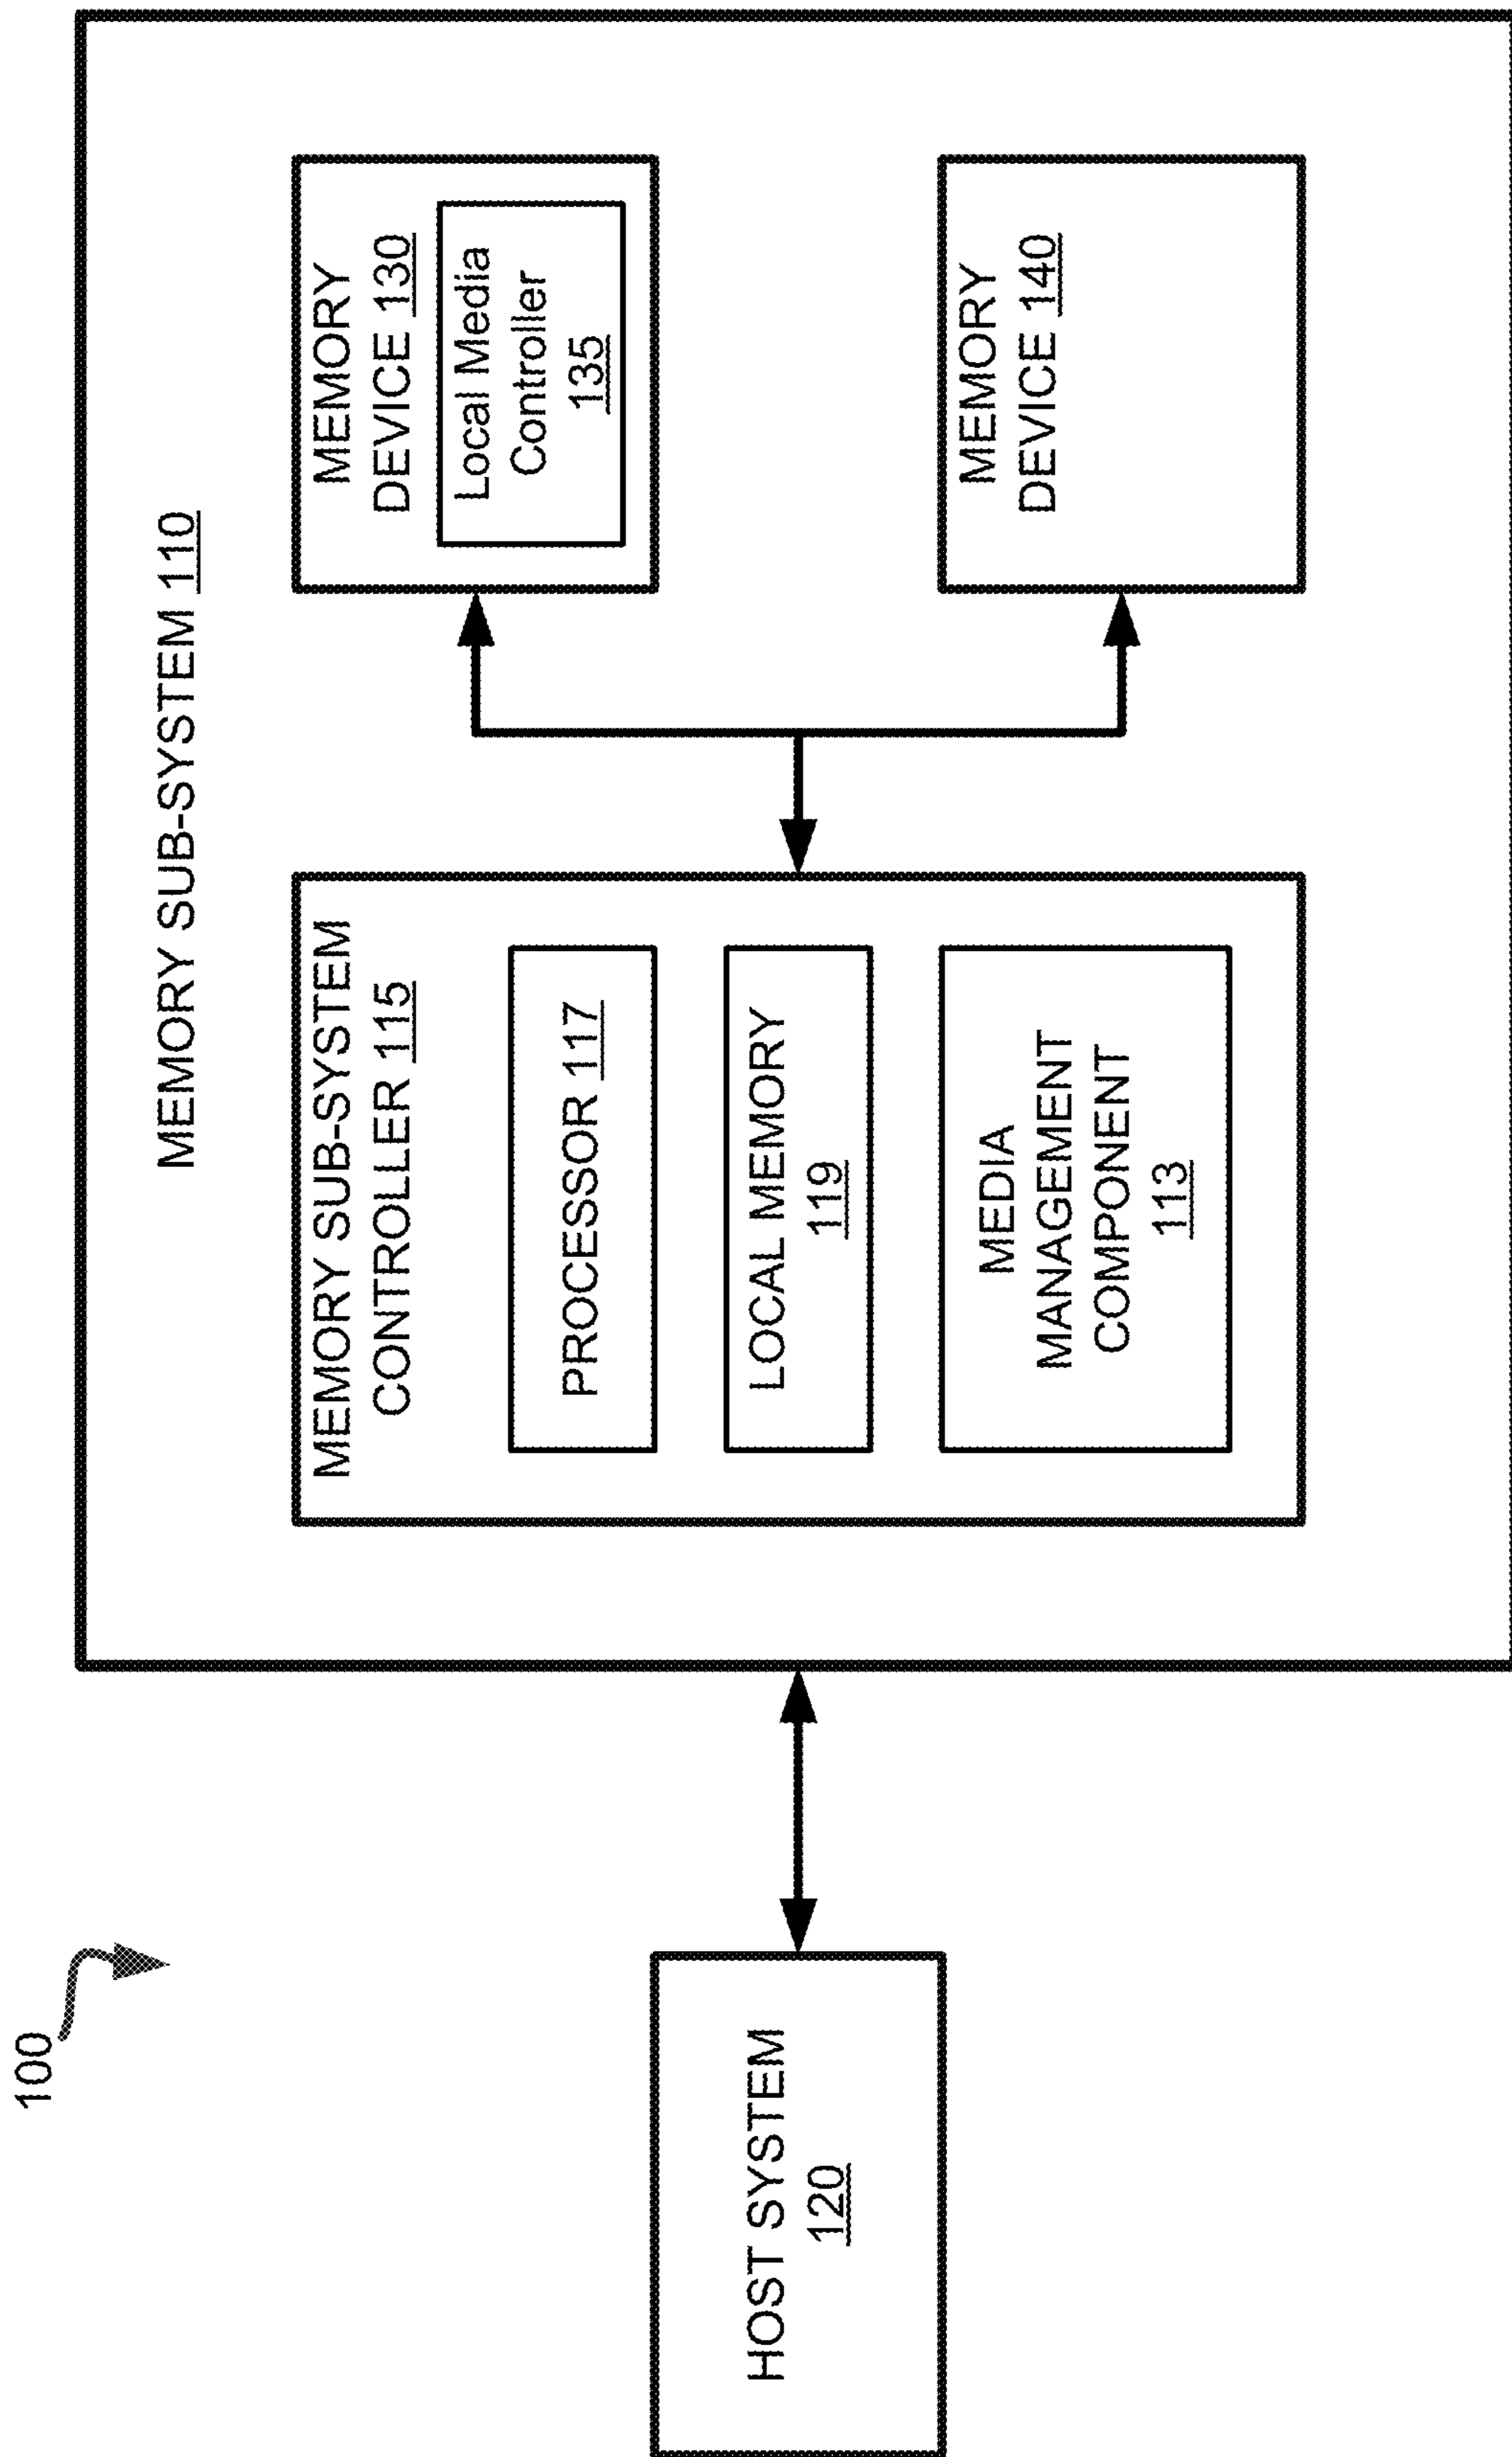 100
MEMORY SUB-SYSTEM 110
HOST SYSTEM
120
MEMORY SUB-SYSTEM
CONTROLLER 115
PROCESSOR 117
LOCAL MEMORY
119
MEDIA
MANAGEMENT
COMPONENT
113
MEMORY
DEVICE 130
Local Media
Controller
135
MEMORY
DEVICE 140